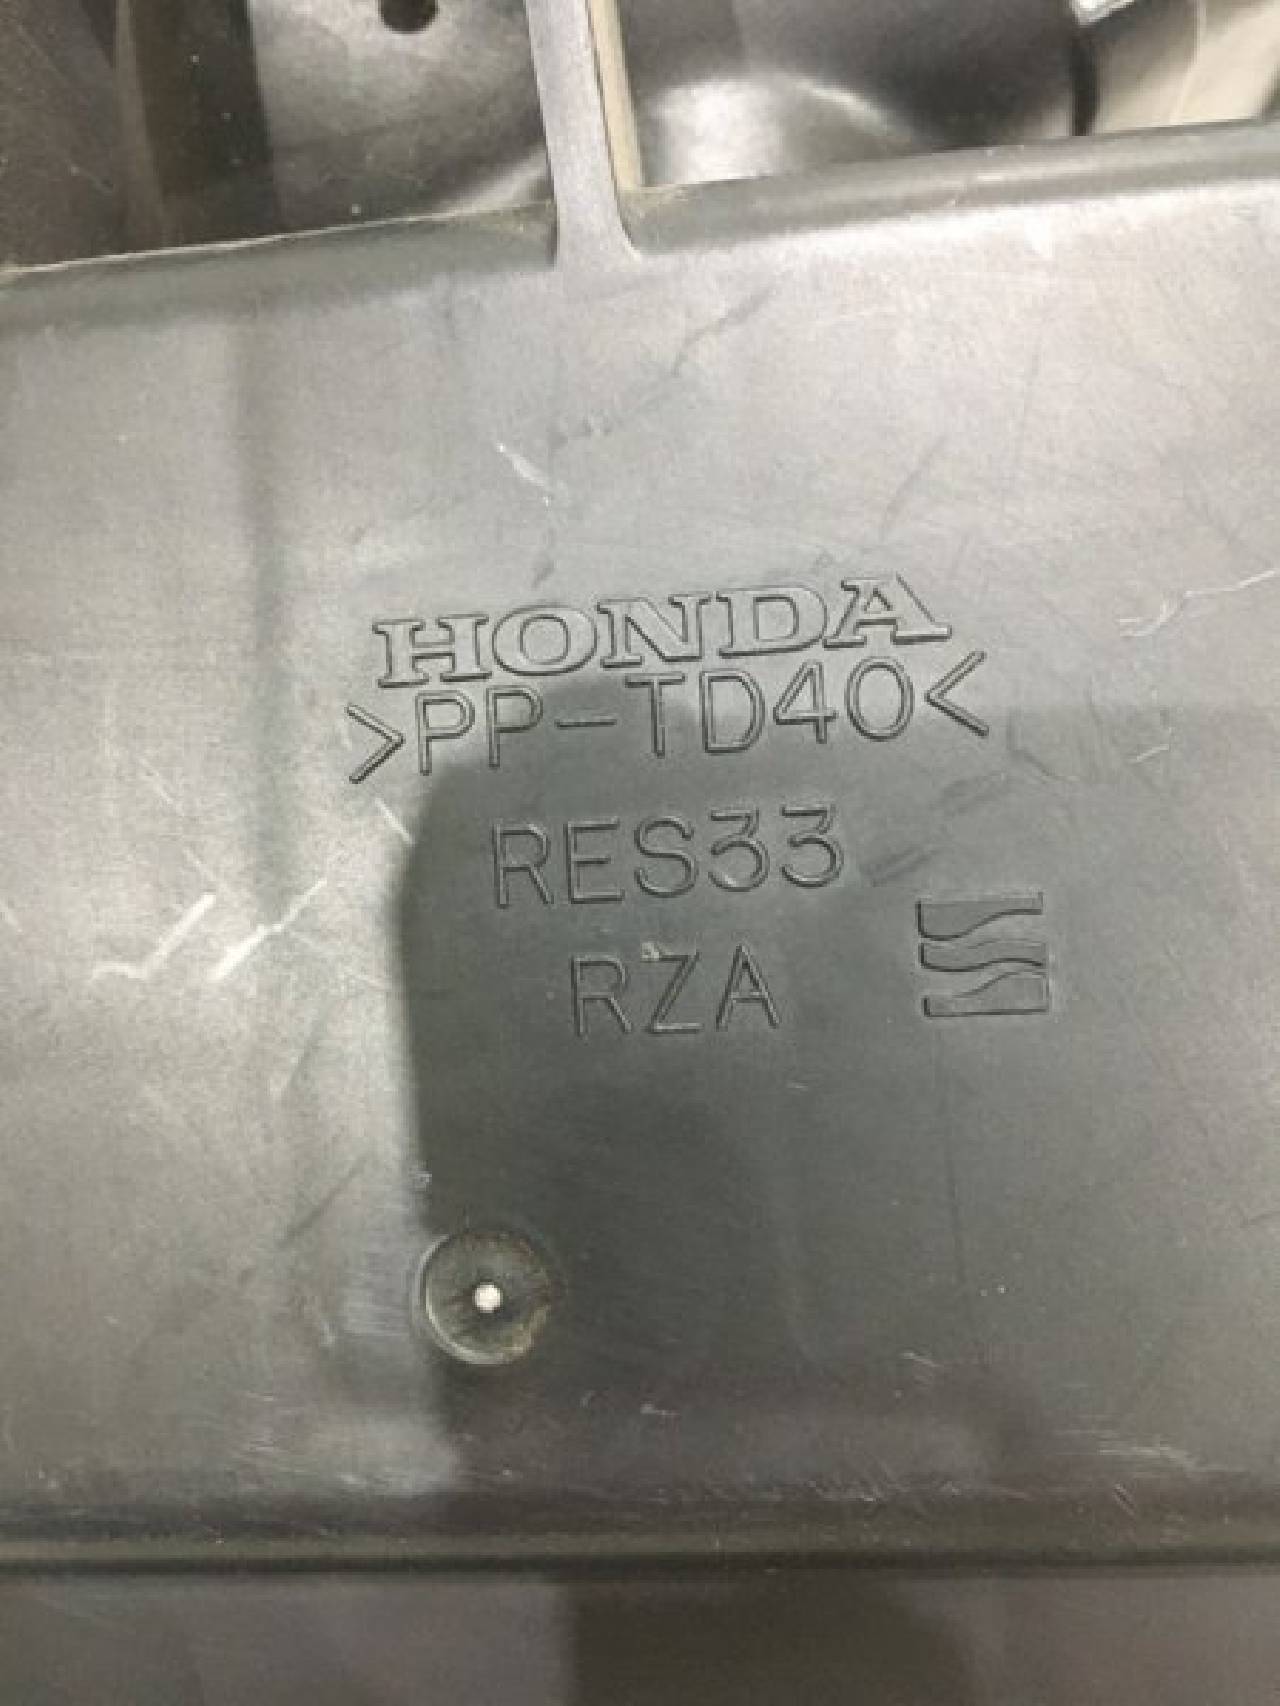 HONDA
>PP-TD40<
RES33
RZA